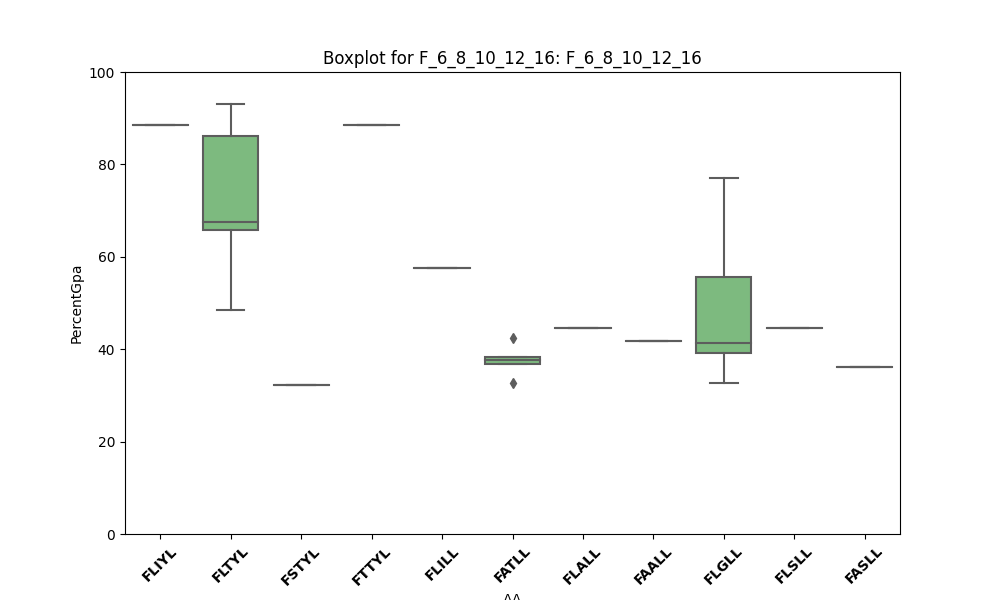 Boxplot for F_6_8_10_12_16: F_6_8_10_12_16
100
80
60
40
20
0
PercentGpa
FLIYL
FLTYL
FSTYL
FTTYL
FLILL
FATLL
FLALL
FAALL
FLGLL
FLSLL
FASLL
AA